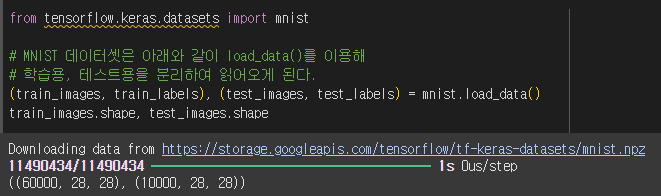 from tensorflow.keras.datasets import mnist
# MNIST 데이터셋은 아래와 같이 load_data()를 이용해
# 학습용, 테스트용을 분리하여 읽어오게 된다.
(train_images, train_labels), (test_images, test_labels) = mnist.load_data()
train_images.shape, test_images.shape
Downloading data from https://storage.googleapis.com/tensorflow/tf-keras-datasets/mnist.npz
11490434/11490434 ━━━━━━━━━━━━━━━━━━━━ 1s 0us/step
((60000, 28, 28), (10000, 28, 28))